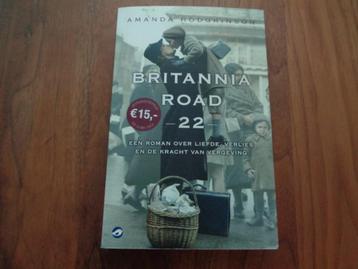 AMANDA HODGKINSON
BRITANNIA
ROAD
22
€15,-
EEN ROMAN OVER LIEFDE, VERLIES
EN DE KRACHT VAN VERGEVING